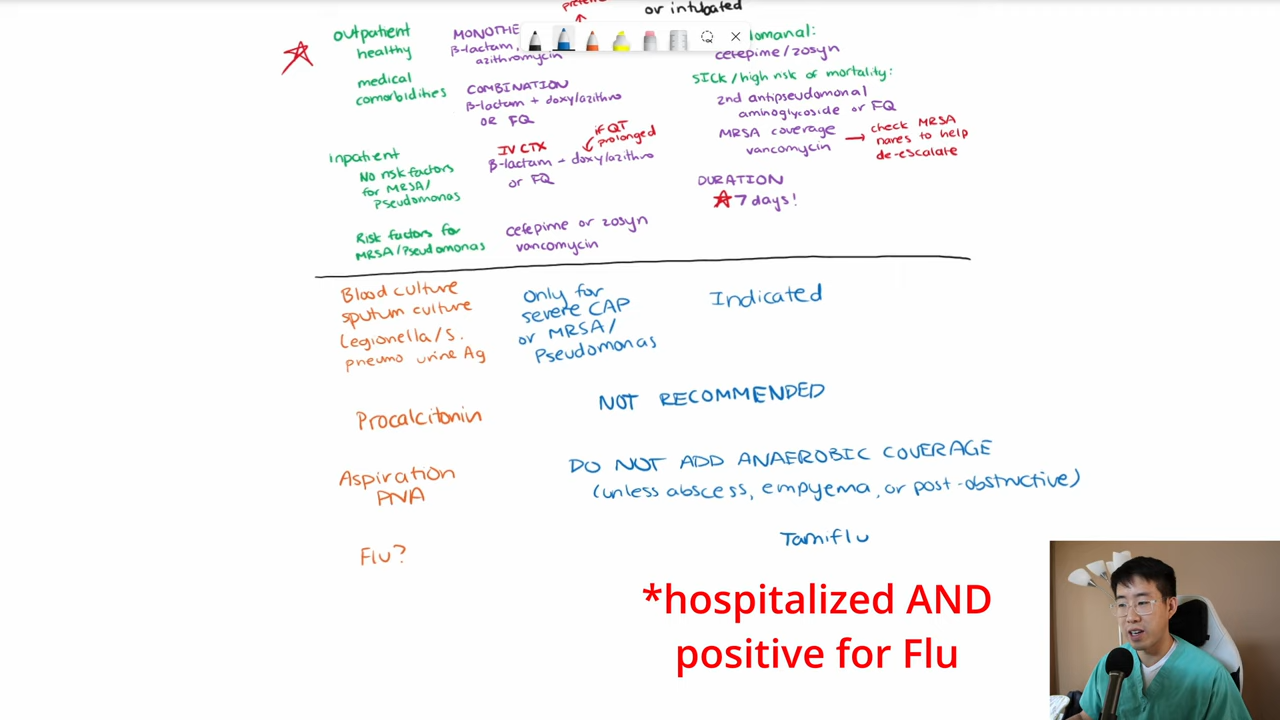 or intubated
outpatient
healthy
MONOTHE
β-lactam,
azithromycin
medical
comorbidities
COMBINATION
β-lactam + doxy/azithro
OR FQ
inpatient
No risk factors
for MRSA/
Pseudomonas
IV CTX
if QT
prolonged
β-lactam + doxy/azithro
or FQ
Risk factors for
MRSA/Pseudomonas
cefepime or zosyn
vancomycin
domanal:
cefepime/zosyn
SICK/high risk of mortality:
2nd antipseudomonal
aminoglycoside or FQ
MRSA coverage
vancomycin
→ check MRSA
nares to help
de-escalate
DURATION
7 days!
Blood culture
sputum culture
Legionella/S.
pneumo urine Ag
Only for
severe CAP
or MRSA/
Pseudomonas
Indicated
Procalcitonin
NOT RECOMMENDED
Aspiration
PNA
DO NOT ADD ANAEROBIC COVERAGE
(unless abscess, empyema, or post-obstructive)
Flu?
Tamiflu
*hospitalized AND
positive for Flu